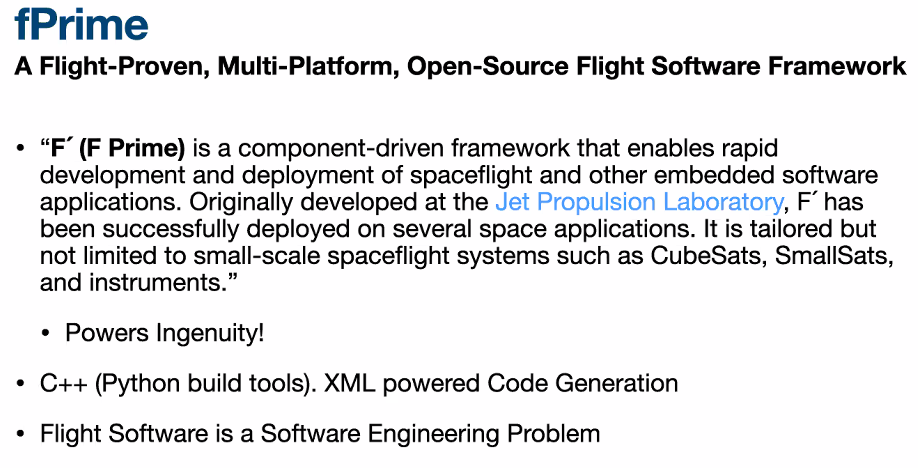 fPrime
A Flight-Proven, Multi-Platform, Open-Source Flight Software Framework
• “F´ (F Prime) is a component-driven framework that enables rapid
development and deployment of spaceflight and other embedded software
applications. Originally developed at the Jet Propulsion Laboratory, F´ has
been successfully deployed on several space applications. It is tailored but
not limited to small-scale spaceflight systems such as CubeSats, SmallSats,
and instruments.”
• Powers Ingenuity!
• C++ (Python build tools). XML powered Code Generation
• Flight Software is a Software Engineering Problem